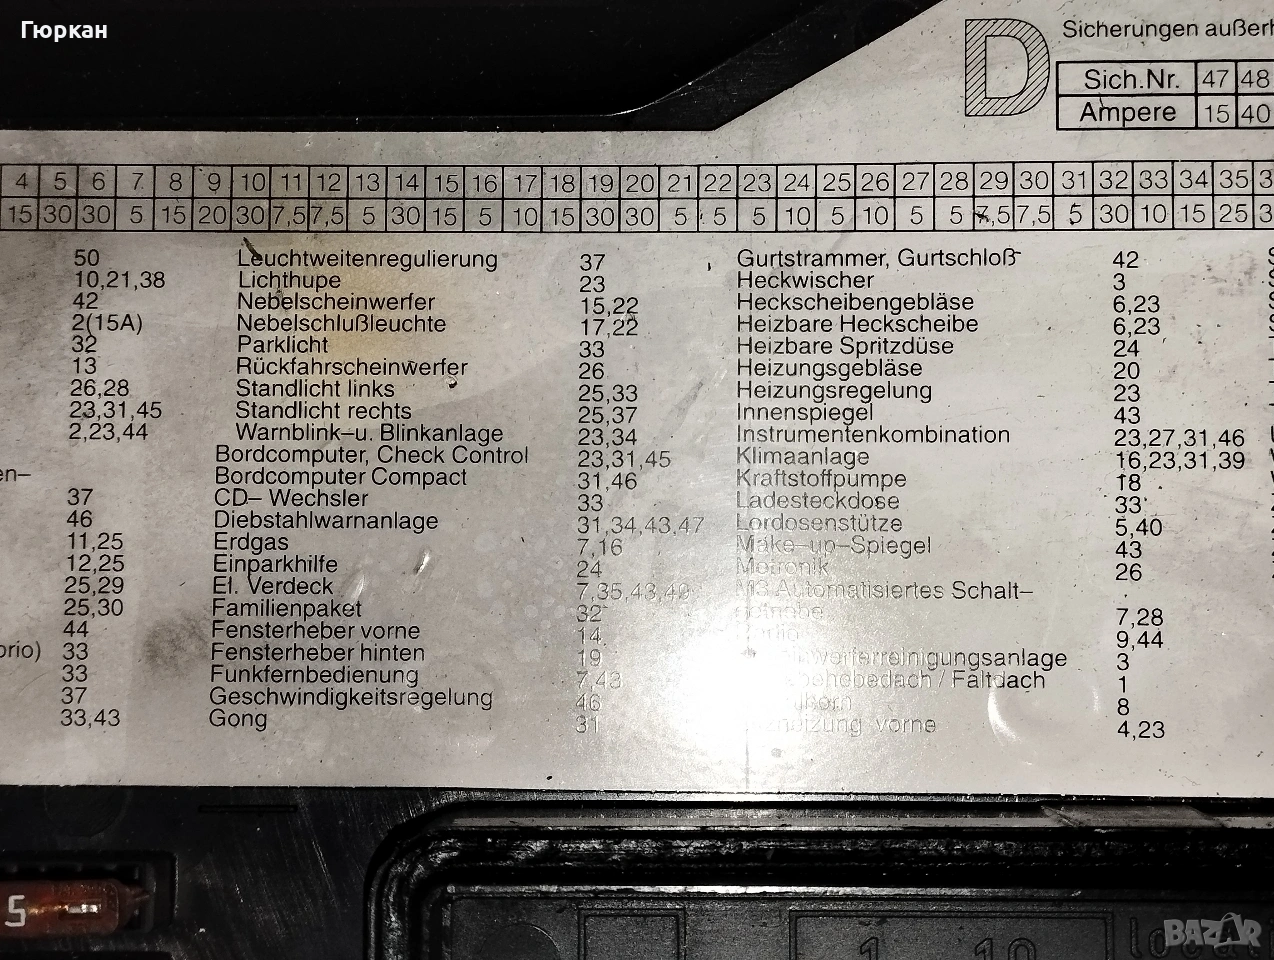 Гюркан
D
Sicherungen außerh
Sich.Nr. 47 48
Ampere 15 40
4 5 6 7 8 9 10 11 12 13 14 15 16 17 18 19 20 21 22 23 24 25 26 27 28 29 30 31 32 33 34 35 3
15 30 30 5 15 20 30 7,5 7,5 5 30 15 5 10 15 30 30 5 5 5 10 5 10 5 5 7,5 7,5 5 30 10 15 25 3
50 Leuchtweitenregulierung 37 Gurtstrammer, Gurtschloß 42
10,21,38 Lichthupe 23 Heckwischer 3
42 Nebelscheinwerfer 15,22 Heckscheibengebläse 6,23
2(15A) Nebelschlußleuchte 17,22 Heizbare Heckscheibe 6,23
32 Parklicht 33 Heizbare Spritzdüse 24
13 Rückfahrscheinwerfer 26 Heizungsgebläse 20
26,28 Standlicht links 25,33 Heizungsregelung 23
23,31,45 Standlicht rechts 25,37 Innenspiegel 43
2,23,44 Warnblink-u. Blinkanlage 23,34 Instrumentenkombination 23,27,31,46
Bordcomputer, Check Control 23,31,45 Klimaanlage 16,23,31,39
en- Bordcomputer Compact 31,46 Kraftstoffpumpe 18
37 CD- Wechsler 33 Ladesteckdose 33
46 Diebstahlwarnanlage 31,34,43,47 Lordosenstütze 5,40
11,25 Erdgas 7,16 Make-up-Spiegel 43
12,25 Einparkhilfe 24 Motronik 26
25,29 El. Verdeck 7,35,43,49 M3 Automatisiertes Schalt-
25,30 Familienpaket 32 getriebe 7,28
44 Fensterheber vorne 14 9,44
orio) 33 Fensterheber hinten 19 3
33 Funkfernbedienung 7,43 / Faltdach 1
37 Geschwindigkeitsregelung 46 8
33,43 Gong 31 vorne 4,23
5
1 10
BAZAR